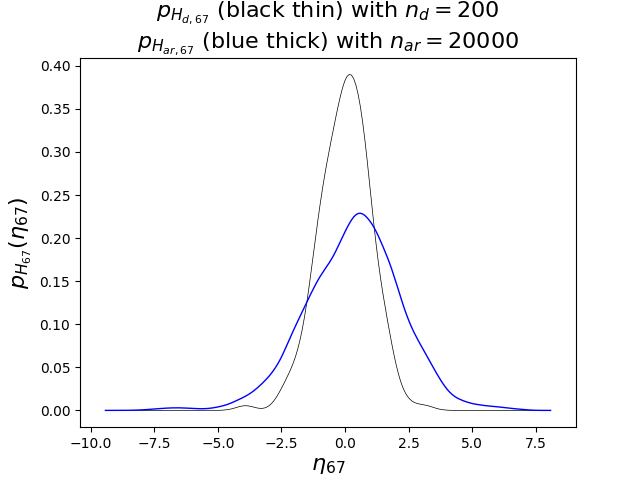 p_{H_{d,67}} (black thin) with n_d = 200
p_{H_{ar,67}} (blue thick) with n_{ar} = 20000
0.40
0.35
0.30
0.25
0.20
0.15
0.10
0.05
0.00
p_{H_{67}}(η_{67})
−10.0 −7.5 −5.0 −2.5 0.0 2.5 5.0 7.5
η_{67}